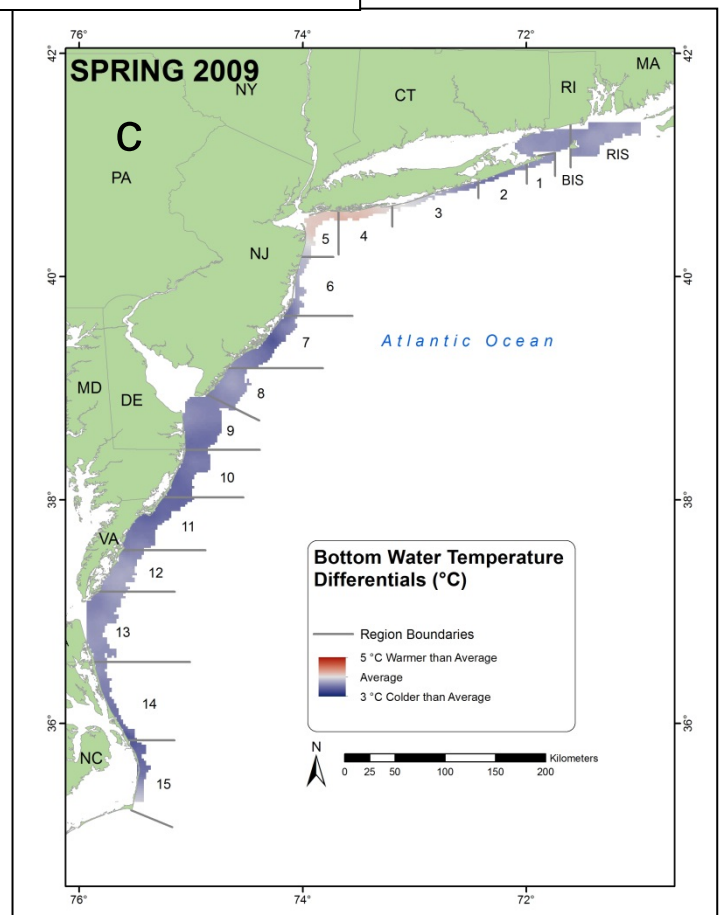 76° 74° 72°
42° 42°
SPRING 2009
C
NY
CT
RI
MA
PA
RIS
BIS
1
2
3
4
5
NJ
40° 40°
6
Atlantic Ocean
7
MD
DE
8
9
10
38° 38°
11
VA
12
13
14
36° 36°
NC
15
Bottom Water Temperature
Differentials (°C)
Region Boundaries
5 °C Warmer than Average
Average
3 °C Colder than Average
N
Kilometers
0 25 50 100 150 200
76° 74° 72°